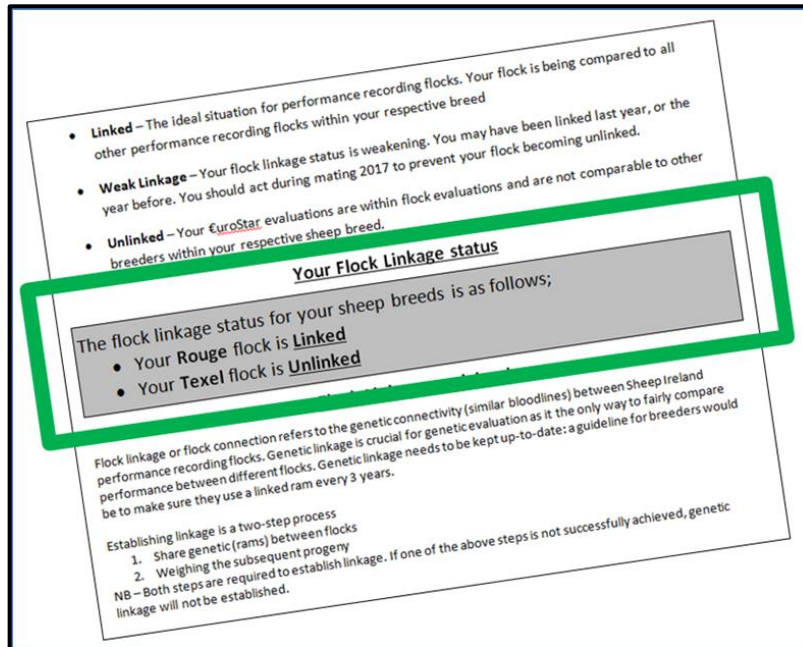 • Linked – The ideal situation for performance recording flocks. Your flock is being compared to all
other performance recording flocks within your respective breed
• Weak Linkage – Your flock linkage status is weakening. You may have been linked last year, or the
year before. You should act during mating 2017 to prevent your flock becoming unlinked.
• Unlinked – Your €uroStar evaluations are within flock evaluations and are not comparable to other
breeders within your respective sheep breed.
Your Flock Linkage status
The flock linkage status for your sheep breeds is as follows;
• Your Rouge flock is Linked
• Your Texel flock is Unlinked
Flock linkage or flock connection refers to the genetic connectivity (similar bloodlines) between Sheep Ireland
performance recording flocks. Genetic linkage is crucial for genetic evaluation as it the only way to fairly compare
performance between different flocks. Genetic linkage needs to be kept up-to-date: a guideline for breeders would
be to make sure they use a linked ram every 3 years.
Establishing linkage is a two-step process
1. Share genetic (rams) between flocks
2. Weighing the subsequent progeny
NB – Both steps are required to establish linkage. If one of the above steps is not successfully achieved, genetic
linkage will not be established.